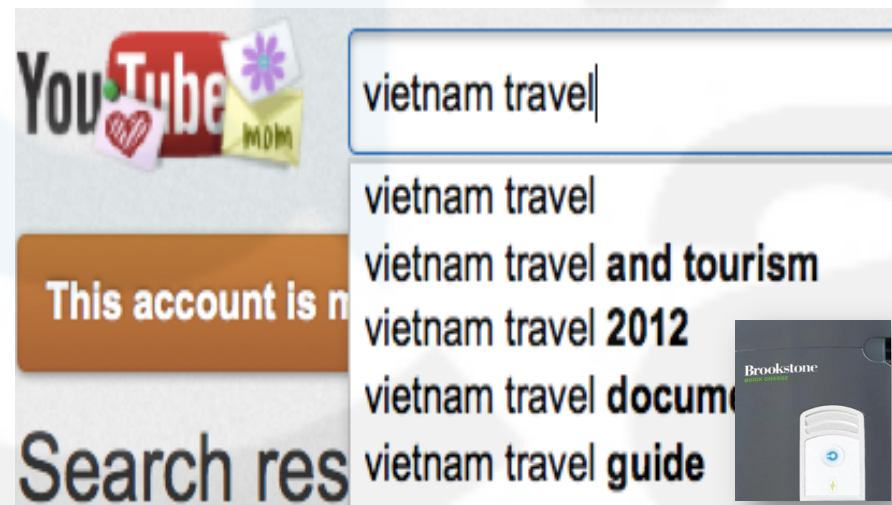 YouTube
mom
vietnam travel
vietnam travel
vietnam travel and tourism
vietnam travel 2012
This account is
vietnam travel
vietnam travel guide
Search
Brookstone